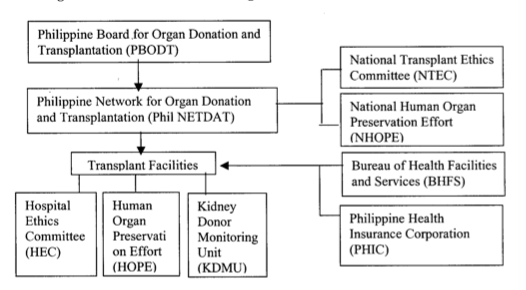 Philippine Board for Organ Donation and
Transplantation (PBODT)
Philippine Network for Organ Donation
and Transplantation (Phil NETDAT)
National Transplant Ethics
Committee (NTEC)
National Human Organ
Preservation Effort
(NHOPE)
Transplant Facilities
Bureau of Health Facilities
and Services (BHFS)
Philippine Health
Insurance Corporation
(PHIC)
Hospital
Ethics
Committee
(HEC)
Human
Organ
Preservati
on Effort
(HOPE)
Kidney
Donor
Monitoring
Unit
(KDMU)